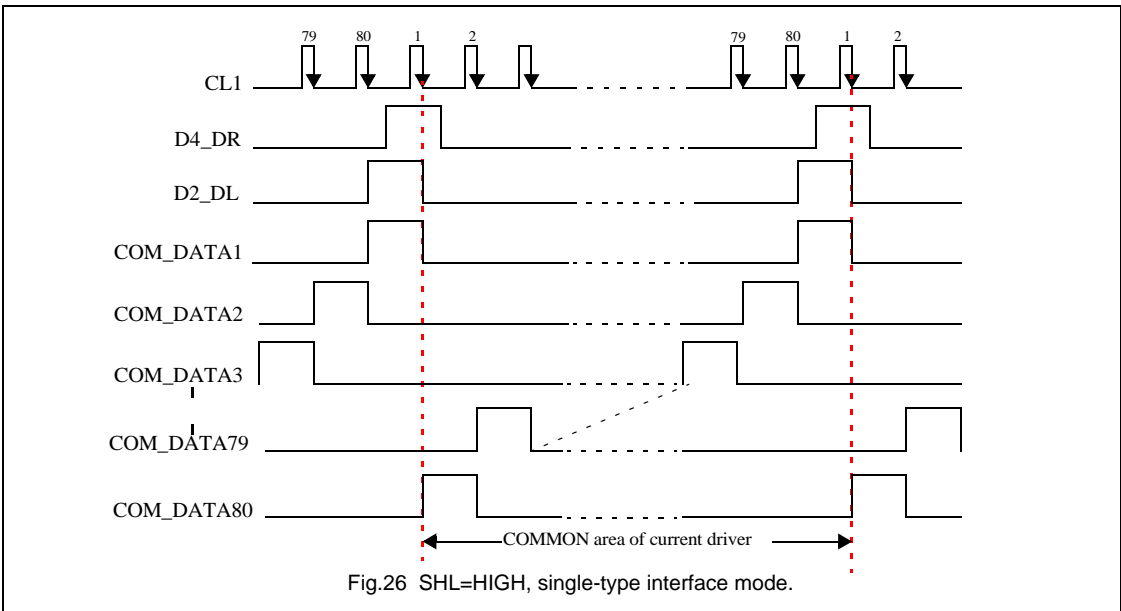 79 80 1 2 79 80 1 2
CL1
D4_DR
D2_DL
COM_DATA1
COM_DATA2
COM_DATA3
COM_DATA79
COM_DATA80
COMMON area of current driver
Fig.26 SHL=HIGH, single-type interface mode.